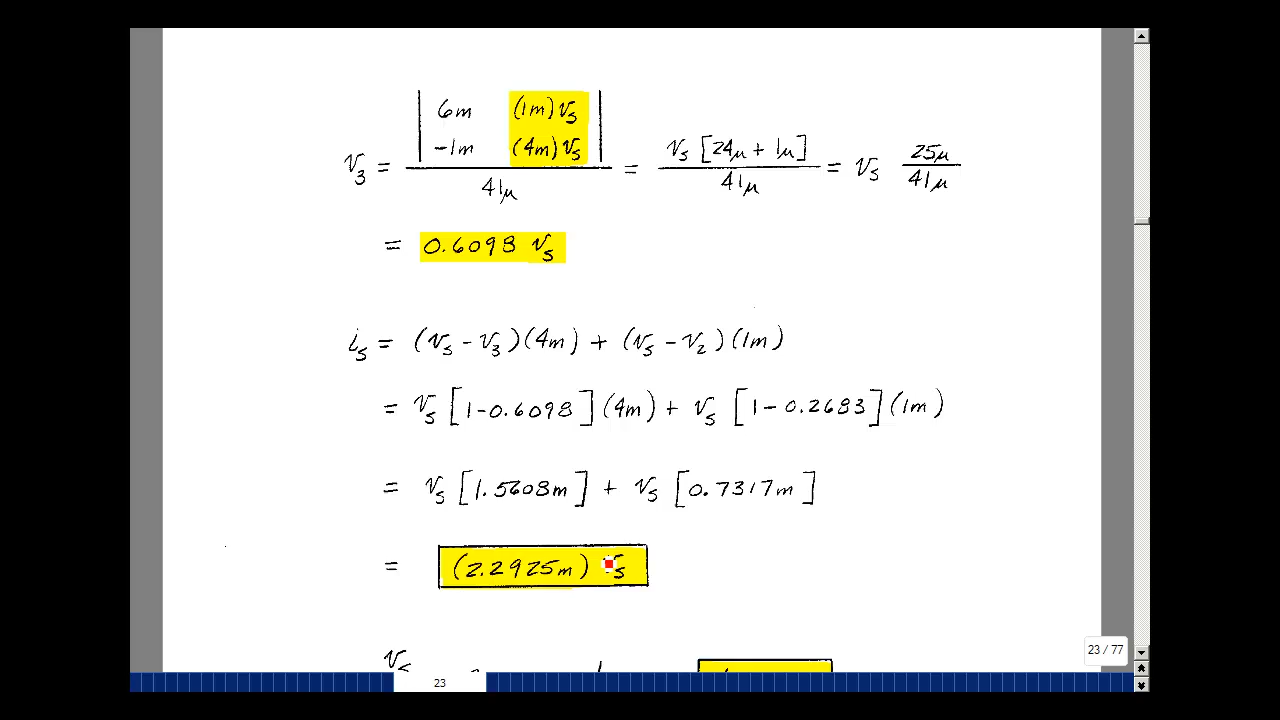 6m (1m) Vs
-1m (4m) Vs
V3 = 41μ = Vs [24μ + 1μ] 41μ = Vs 25μ 41μ
= 0.6098 Vs
is = (Vs - V3)(4m) + (Vs - V2)(1m)
= Vs [1-0.6098](4m) + Vs [1-0.2683](1m)
= Vs [1.5608m] + Vs [0.7317m]
= (2.2925m) Vs
Vs
23 / 77
23